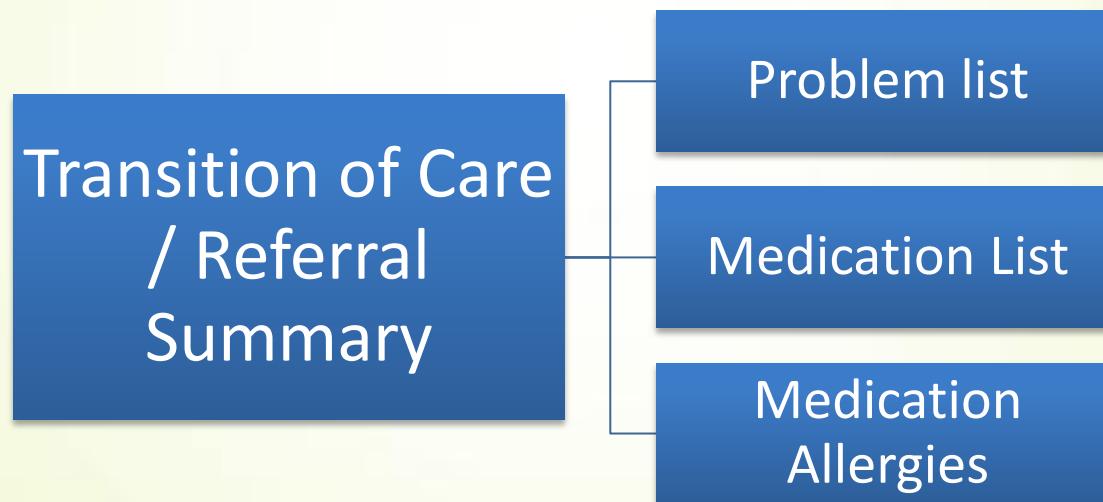 Transition of Care
/ Referral
Summary
Problem list
Medication List
Medication
Allergies